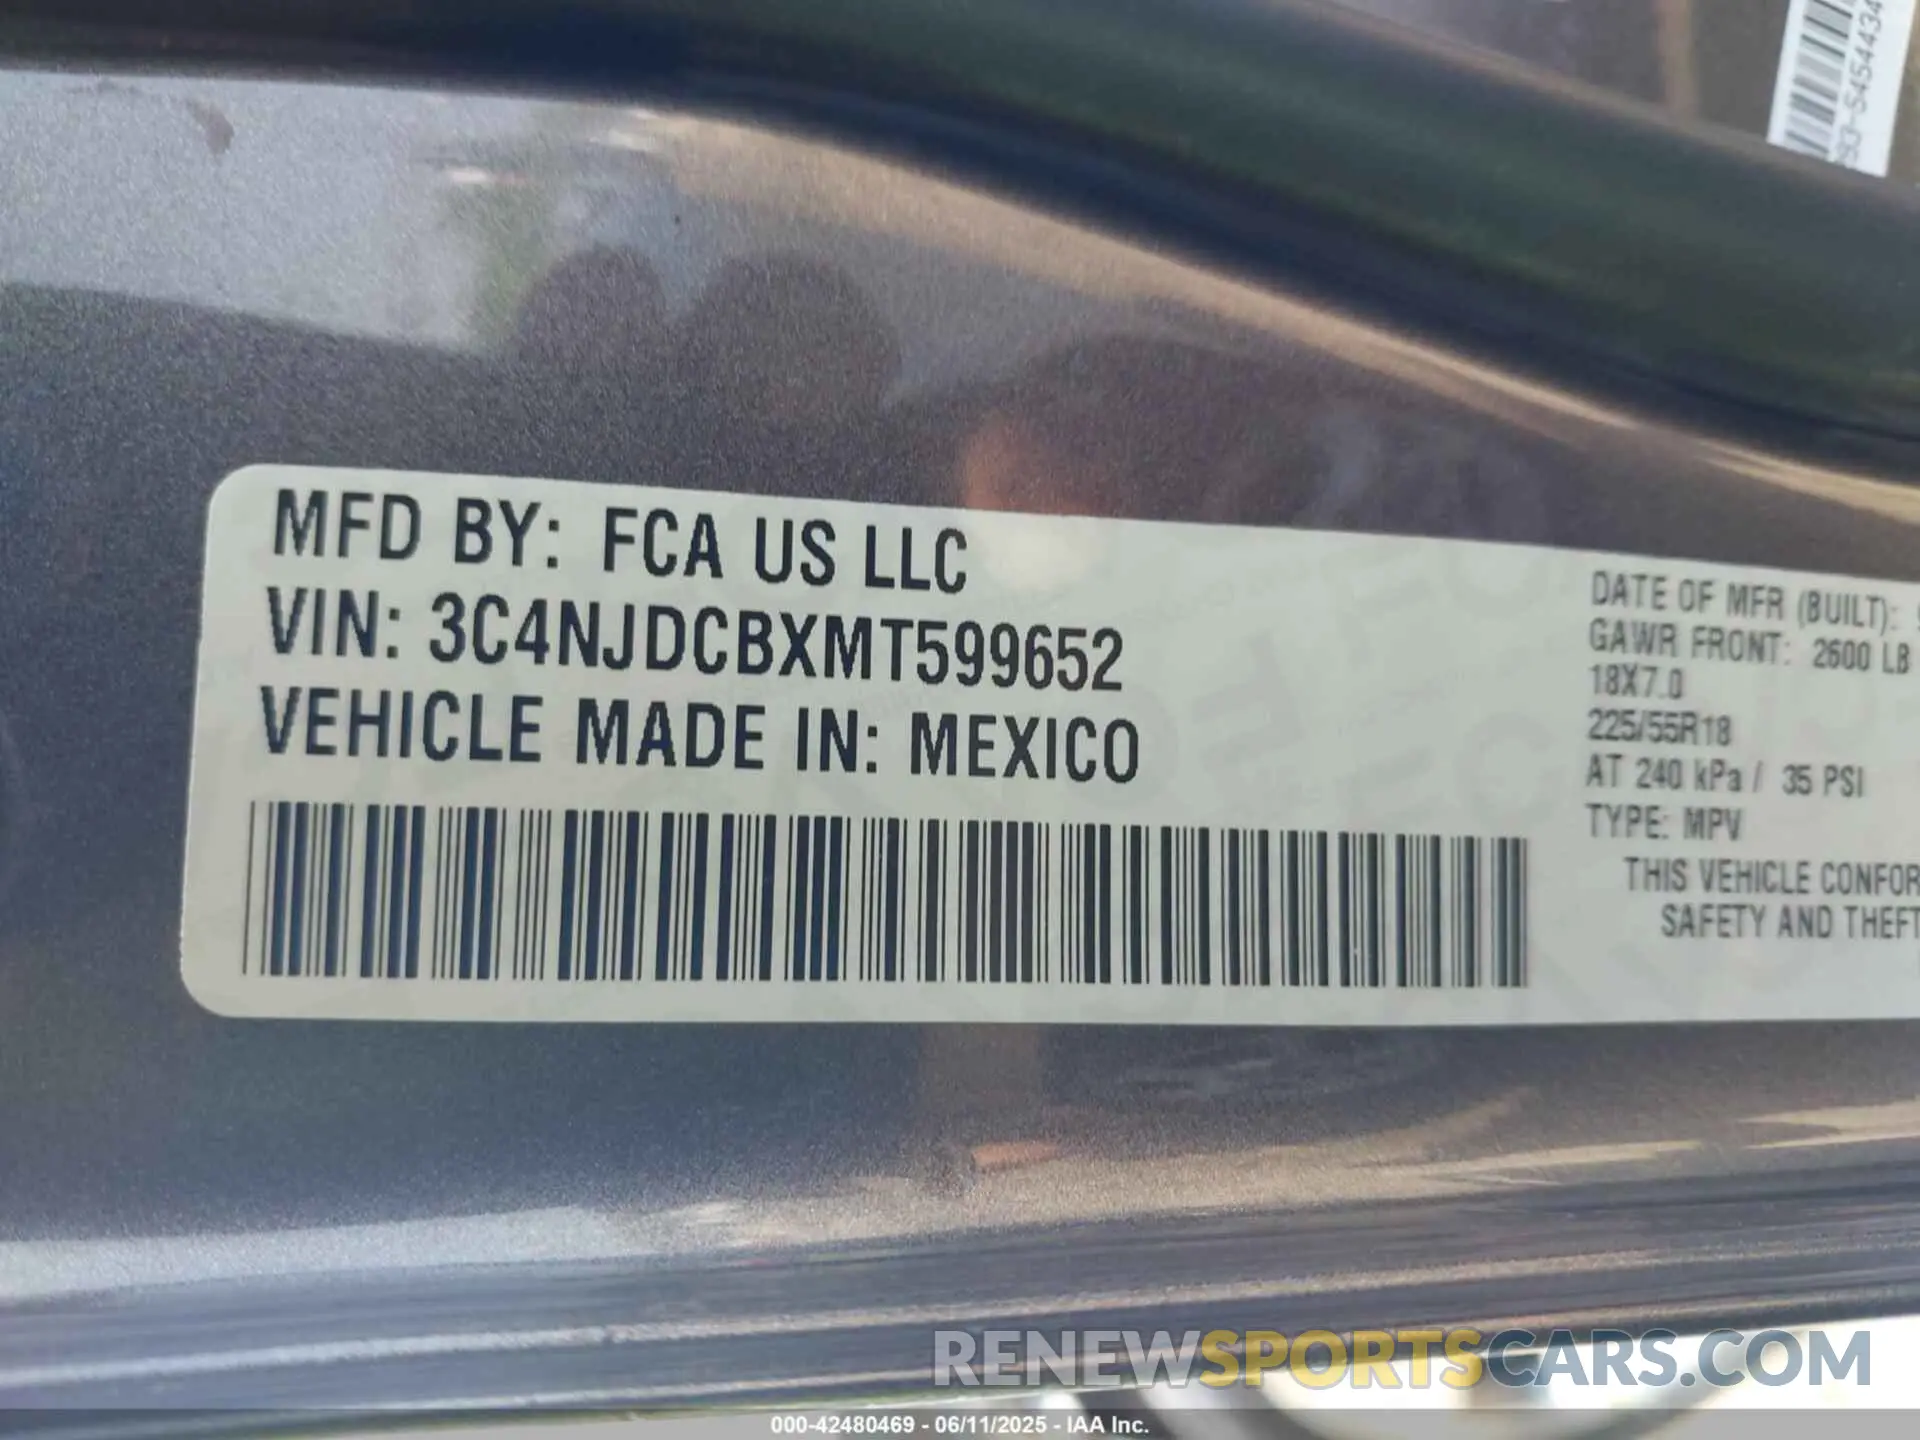 S93-5454434
MFD BY: FCA US LLC
VIN: 3C4NJDCBXMT599652
VEHICLE MADE IN: MEXICO
DATE OF MFR (BUILT):
GAWR FRONT: 2600 LB
18X7.0
225/55R18
AT 240 kPa / 35 PSI
TYPE: MPV
THIS VEHICLE CONFOR
SAFETY AND THEFT
RENEWSPORTSCARS.COM
000-42480469 - 06/11/2025 - IAA Inc.